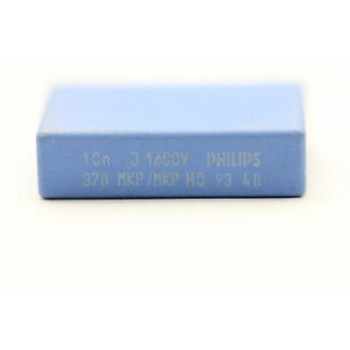 10n J 1600V PHILIPS
378 MKP/MKP HQ 93 48